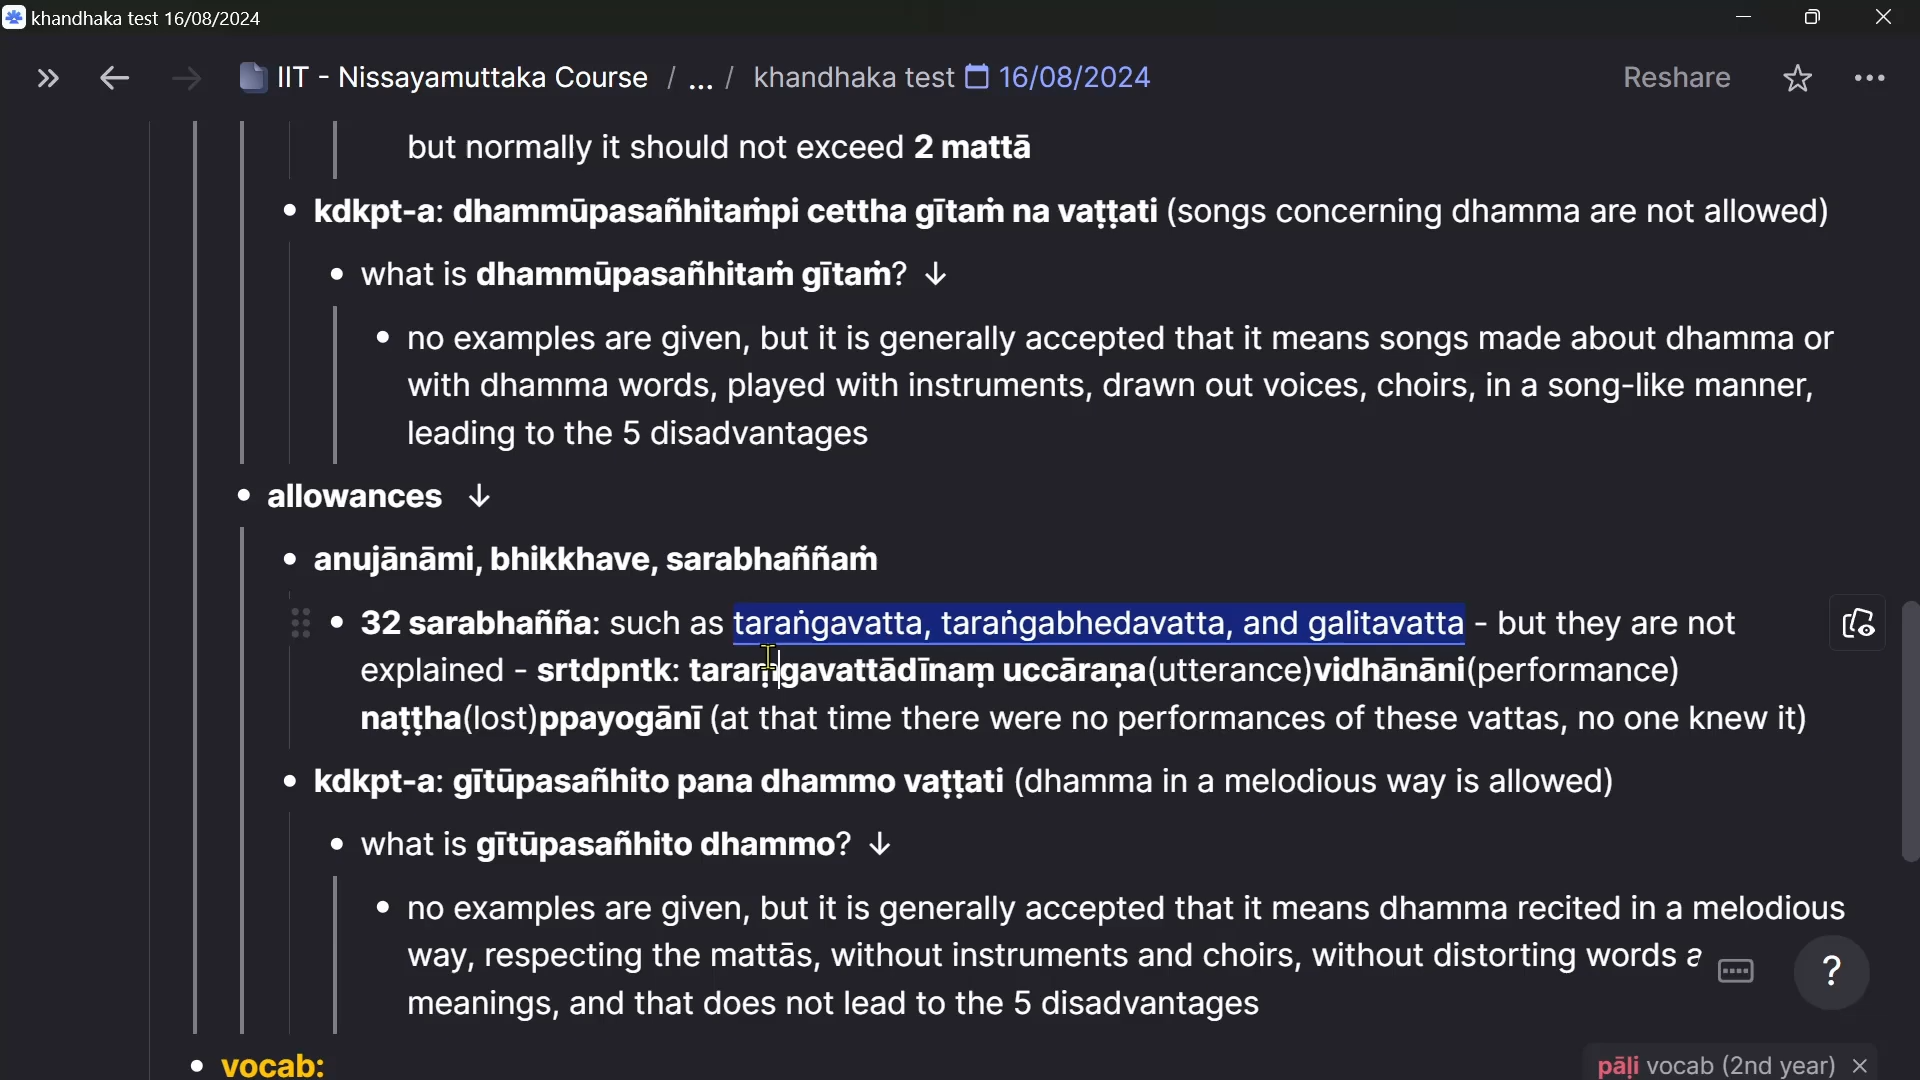 khandhaka test 16/08/2024
IIT - Nissayamuttaka Course / ... / khandhaka test 16/08/2024 Reshare
but normally it should not exceed 2 mattā
kdkpt-a: dhammūpasañhitaṁpi cettha gītaṁ na vaṭṭati (songs concerning dhamma are not allowed)
what is dhammūpasañhitaṁ gītaṁ? ↓
no examples are given, but it is generally accepted that it means songs made about dhamma or
with dhamma words, played with instruments, drawn out voices, choirs, in a song-like manner,
leading to the 5 disadvantages
allowances ↓
anujānāmi, bhikkhave, sarabhaññaṁ
32 sarabhañña: such as taraṅgavatta, taraṅgabhedavatta, and galitavatta - but they are not
explained - srtdpntk: taraṃgavattādīnaṃ uccāraṇa(utterance)vidhānāni(performance)
naṭṭha(lost)ppayogānī (at that time there were no performances of these vattas, no one knew it)
kdkpt-a: gītūpasañhito pana dhammo vaṭṭati (dhamma in a melodious way is allowed)
what is gītūpasañhito dhammo? ↓
no examples are given, but it is generally accepted that it means dhamma recited in a melodious
way, respecting the mattās, without instruments and choirs, without distorting words
meanings, and that does not lead to the 5 disadvantages
?
vocab:
pāḷi vocab (2nd year) ×